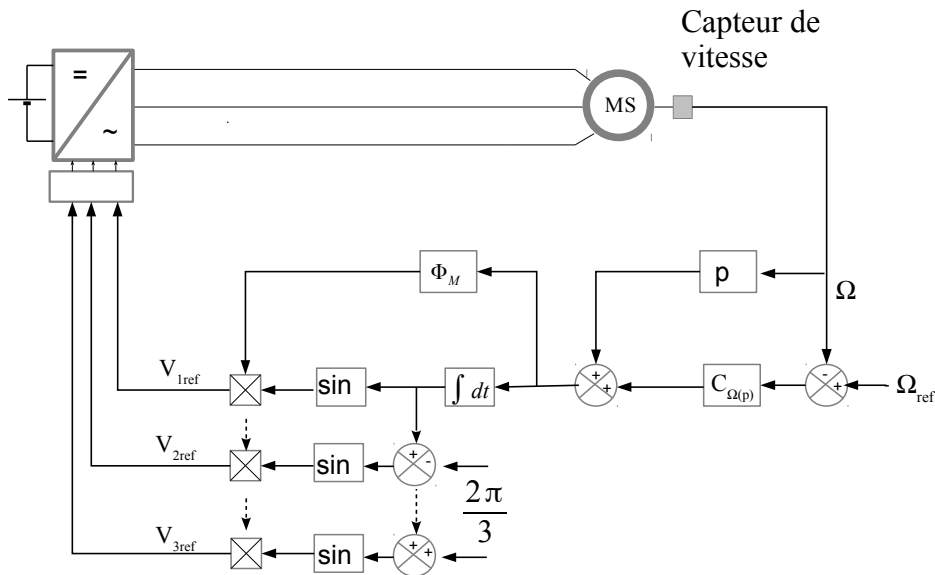 Capteur de
vitesse
=
~
MS
Φ_M
p
Ω
V_1ref
sin
∫ dt
+
+
C_Ω(p)
-
+
Ω_ref
V_2ref
sin
+
-
2π
3
V_3ref
sin
+
+